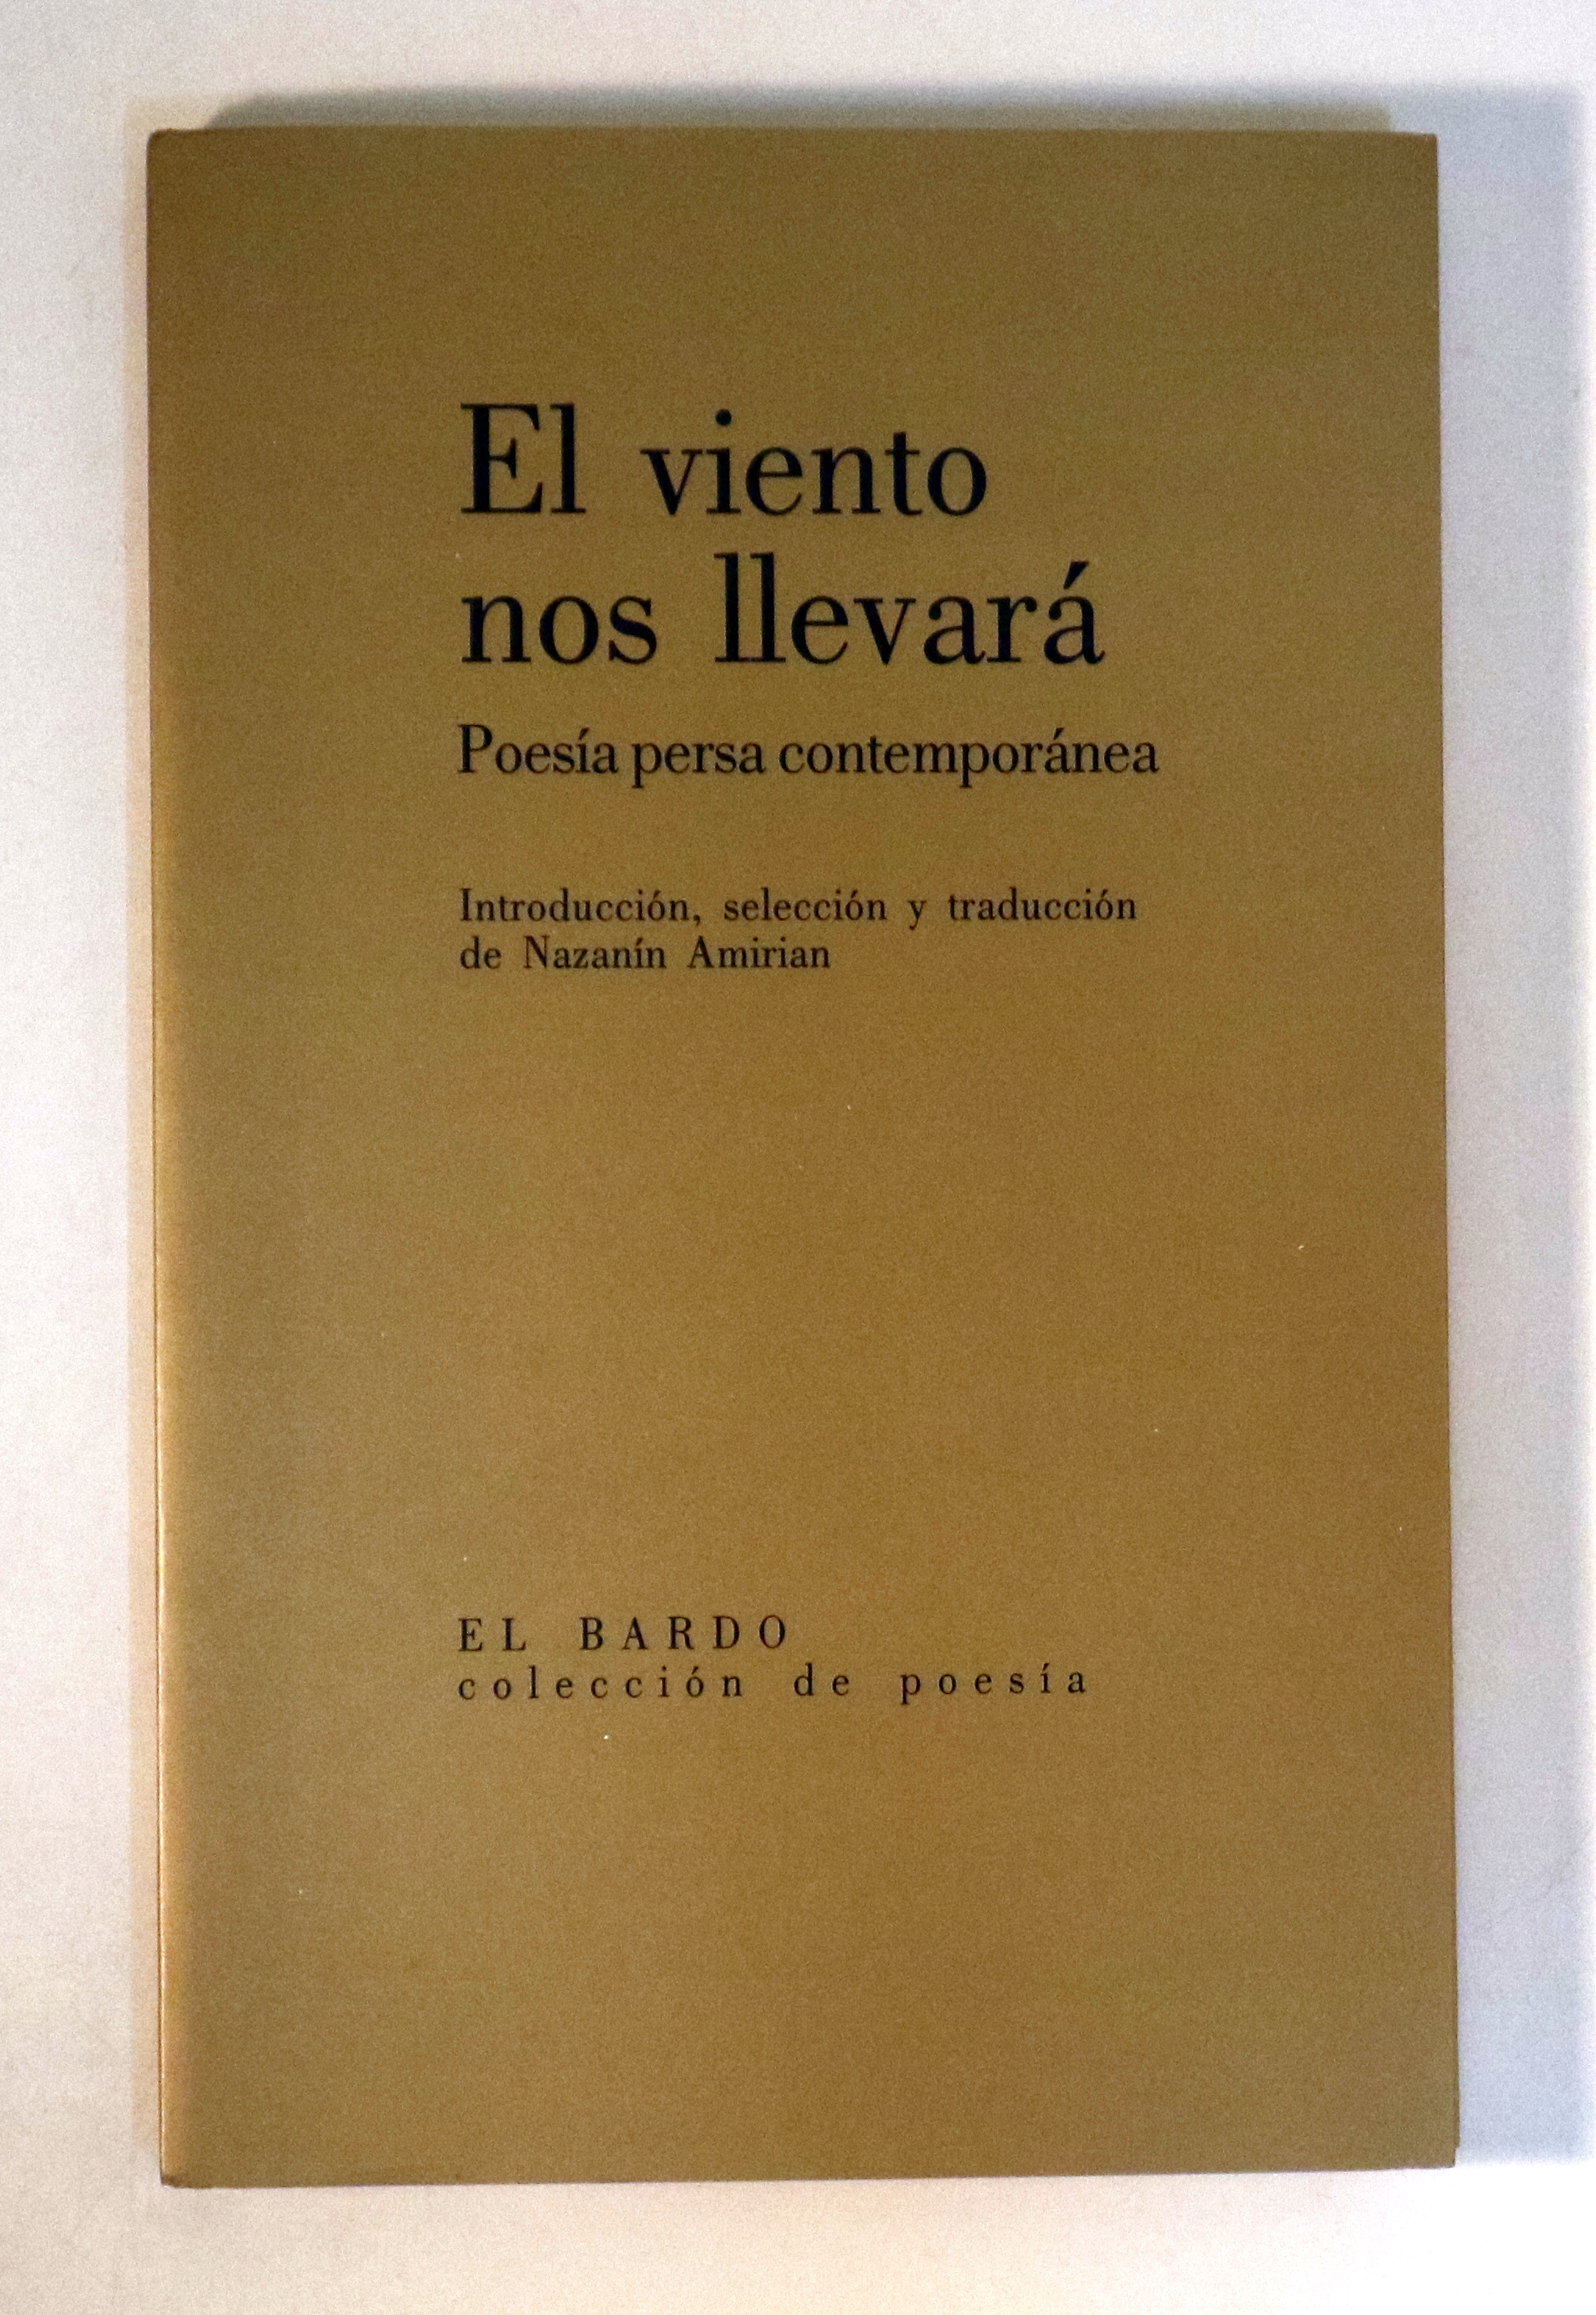 El viento
nos llevará
Poesía persa contemporánea
Introducción, selección y traducción
de Nazanín Amirian
EL BARDO
colección de poesía